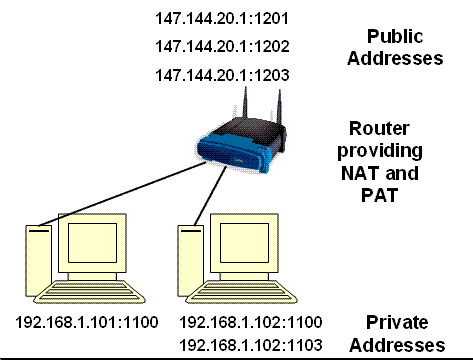 147.144.20.1:1201
147.144.20.1:1202
147.144.20.1:1203
Public
Addresses
Router
providing
NAT and
PAT
192.168.1.101:1100
192.168.1.102:1100
192.168.1.102:1103
Private
Addresses